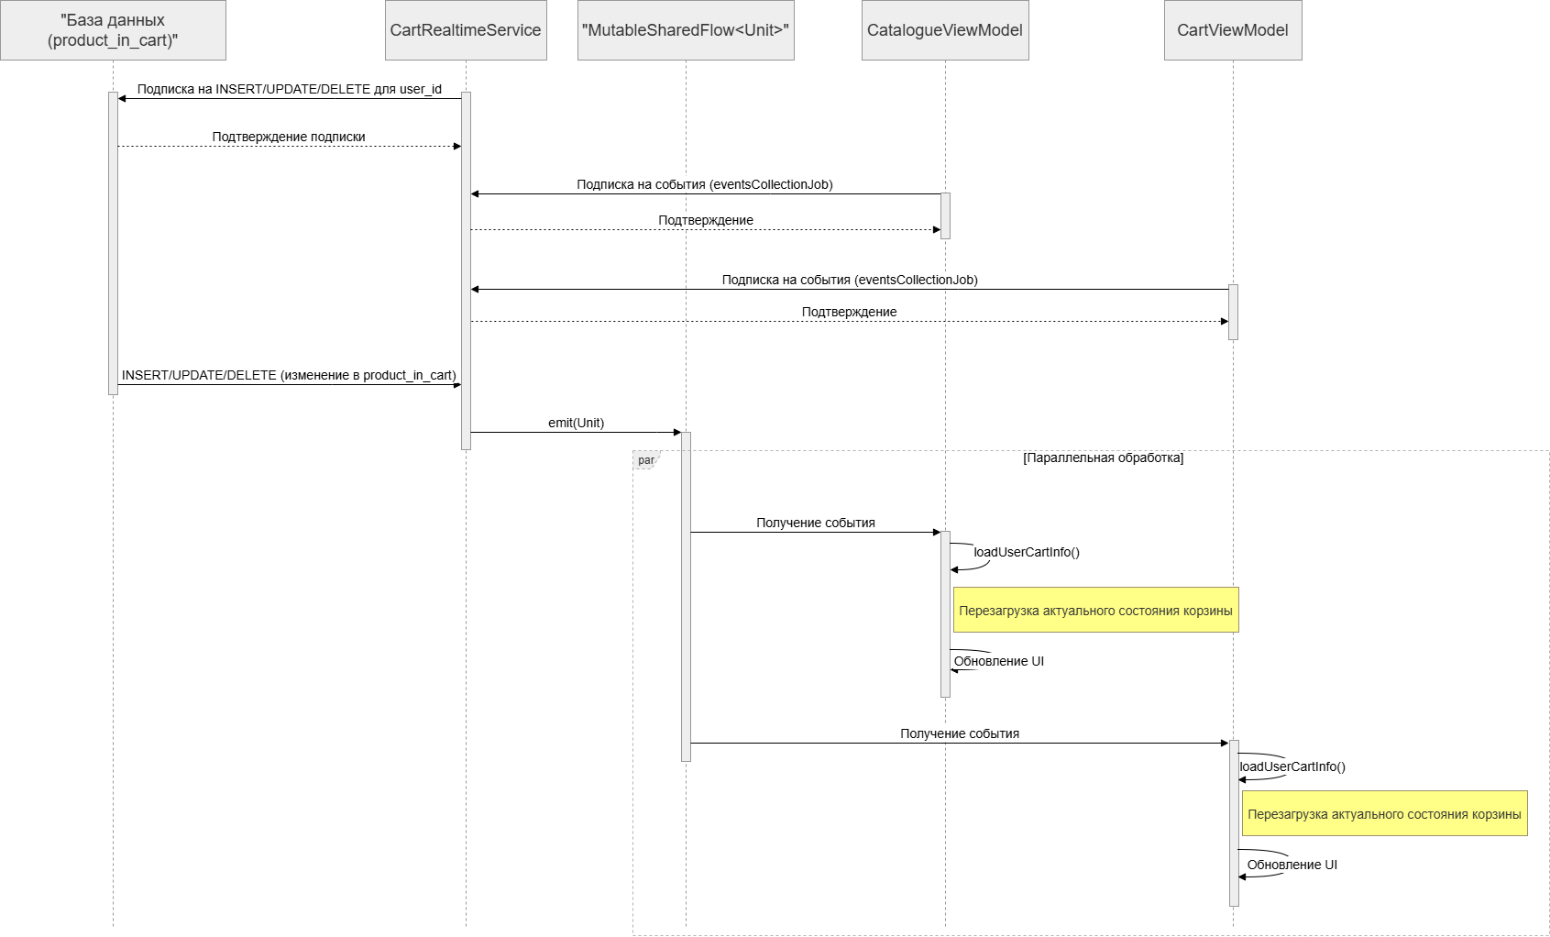 "База данных
(product_in_cart)"
CartRealtimeService
"MutableSharedFlow<Unit>"
CatalogueViewModel
CartViewModel
Подписка на INSERT/UPDATE/DELETE для user_id
Подтверждение подписки
Подписка на события (eventsCollectionJob)
Подтверждение
Подписка на события (eventsCollectionJob)
Подтверждение
INSERT/UPDATE/DELETE (изменение в product_in_cart)
emit(Unit)
par
[Параллельная обработка]
Получение события
loadUserCartInfo()
Перезагрузка актуального состояния корзины
Обновление UI
Получение события
loadUserCartInfo()
Перезагрузка актуального состояния корзины
Обновление UI